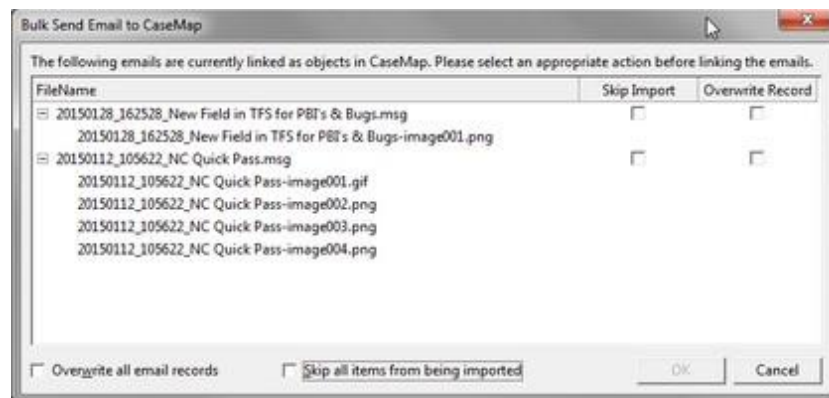 Bulk Send Email to CaseMap
The following emails are currently linked as objects in CaseMap. Please select an appropriate action before linking the emails.
FileName Skip Import Overwrite Record
20150128_162528_New Field in TFS for PBI's & Bugs.msg
20150128_162528_New Field in TFS for PBI's & Bugs-image001.png
20150112_105622_NC Quick Pass.msg
20150112_105622_NC Quick Pass-image001.gif
20150112_105622_NC Quick Pass-image002.png
20150112_105622_NC Quick Pass-image003.png
20150112_105622_NC Quick Pass-image004.png
Overwrite all email records Skip all items from being imported OK Cancel